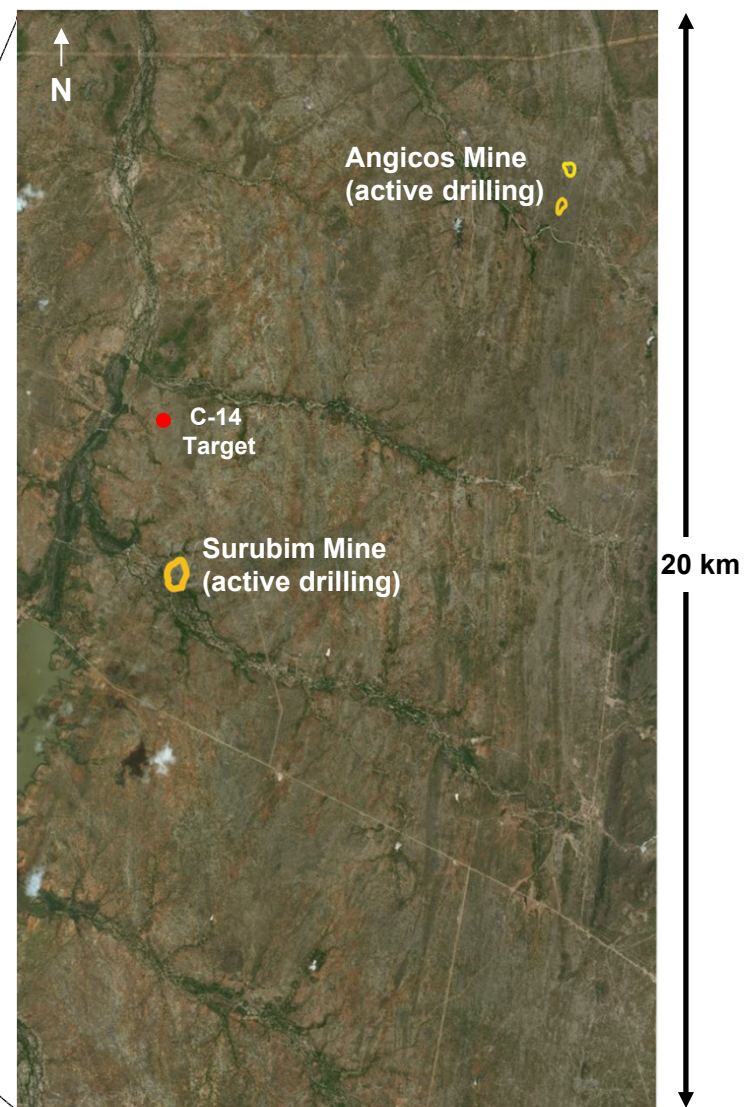 N
Angicos Mine
(active drilling)
C-14
Target
Surubim Mine
(active drilling)
20 km